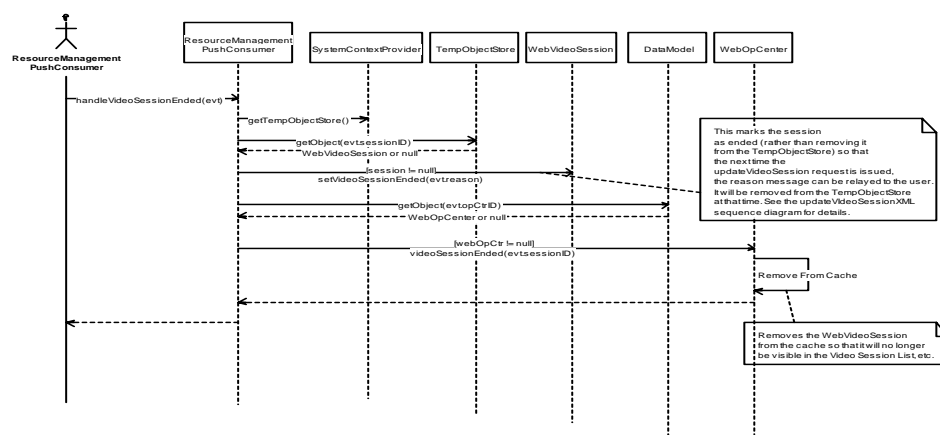 ResourceManagement
PushConsumer
ResourceManagement
PushConsumer
SystemContextProvider
TempObjectStore
WebVideoSession
DataModel
WebOpCenter
handleVideoSessionEnded(evt)
getTempObjectStore()
getObject(evt.sessionID)
WebVideoSession or null
[session != null]
setVideoSessionEnded(evt.reason)
getObject(evt.opCtrID)
WebOpCenter or null
[webOpCtr != null]
videoSessionEnded(evt.sessionID)
This marks the session
as ended (rather than removing it
from the TempObjectStore) so that
the next time the
updateVideoSession request is issued,
the reason message can be relayed to the user.
It will be removed from the TempObjectStore
at that time. See the updateVideoSessionXML
sequence diagram for details.
Remove From Cache
Removes the WebVideoSession
from the cache so that it will no longer
be visible in the Video Session List, etc.